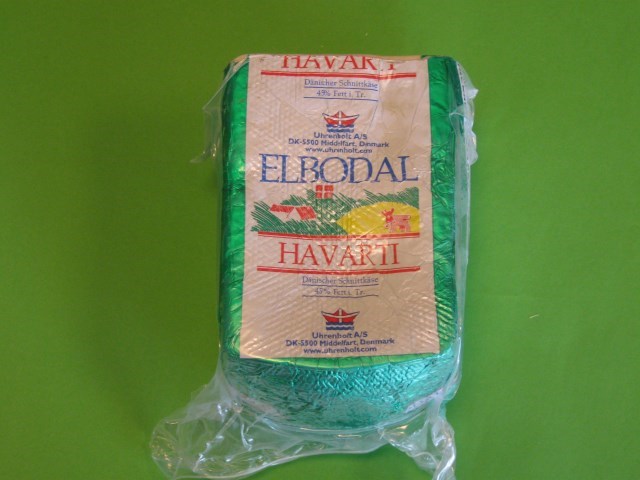 HAVARTI
Dänischer Schnittkäse
45% Fett i. Tr.
Uhrenholt A/S
DK-5500 Middelfart, Denmark
www.uhrenholt.com
ELBODAL
HAVARTI
Dänischer Schnittkäse
45% Fett i. Tr.
Uhrenholt A/S
DK-5500 Middelfart, Denmark
www.uhrenholt.com